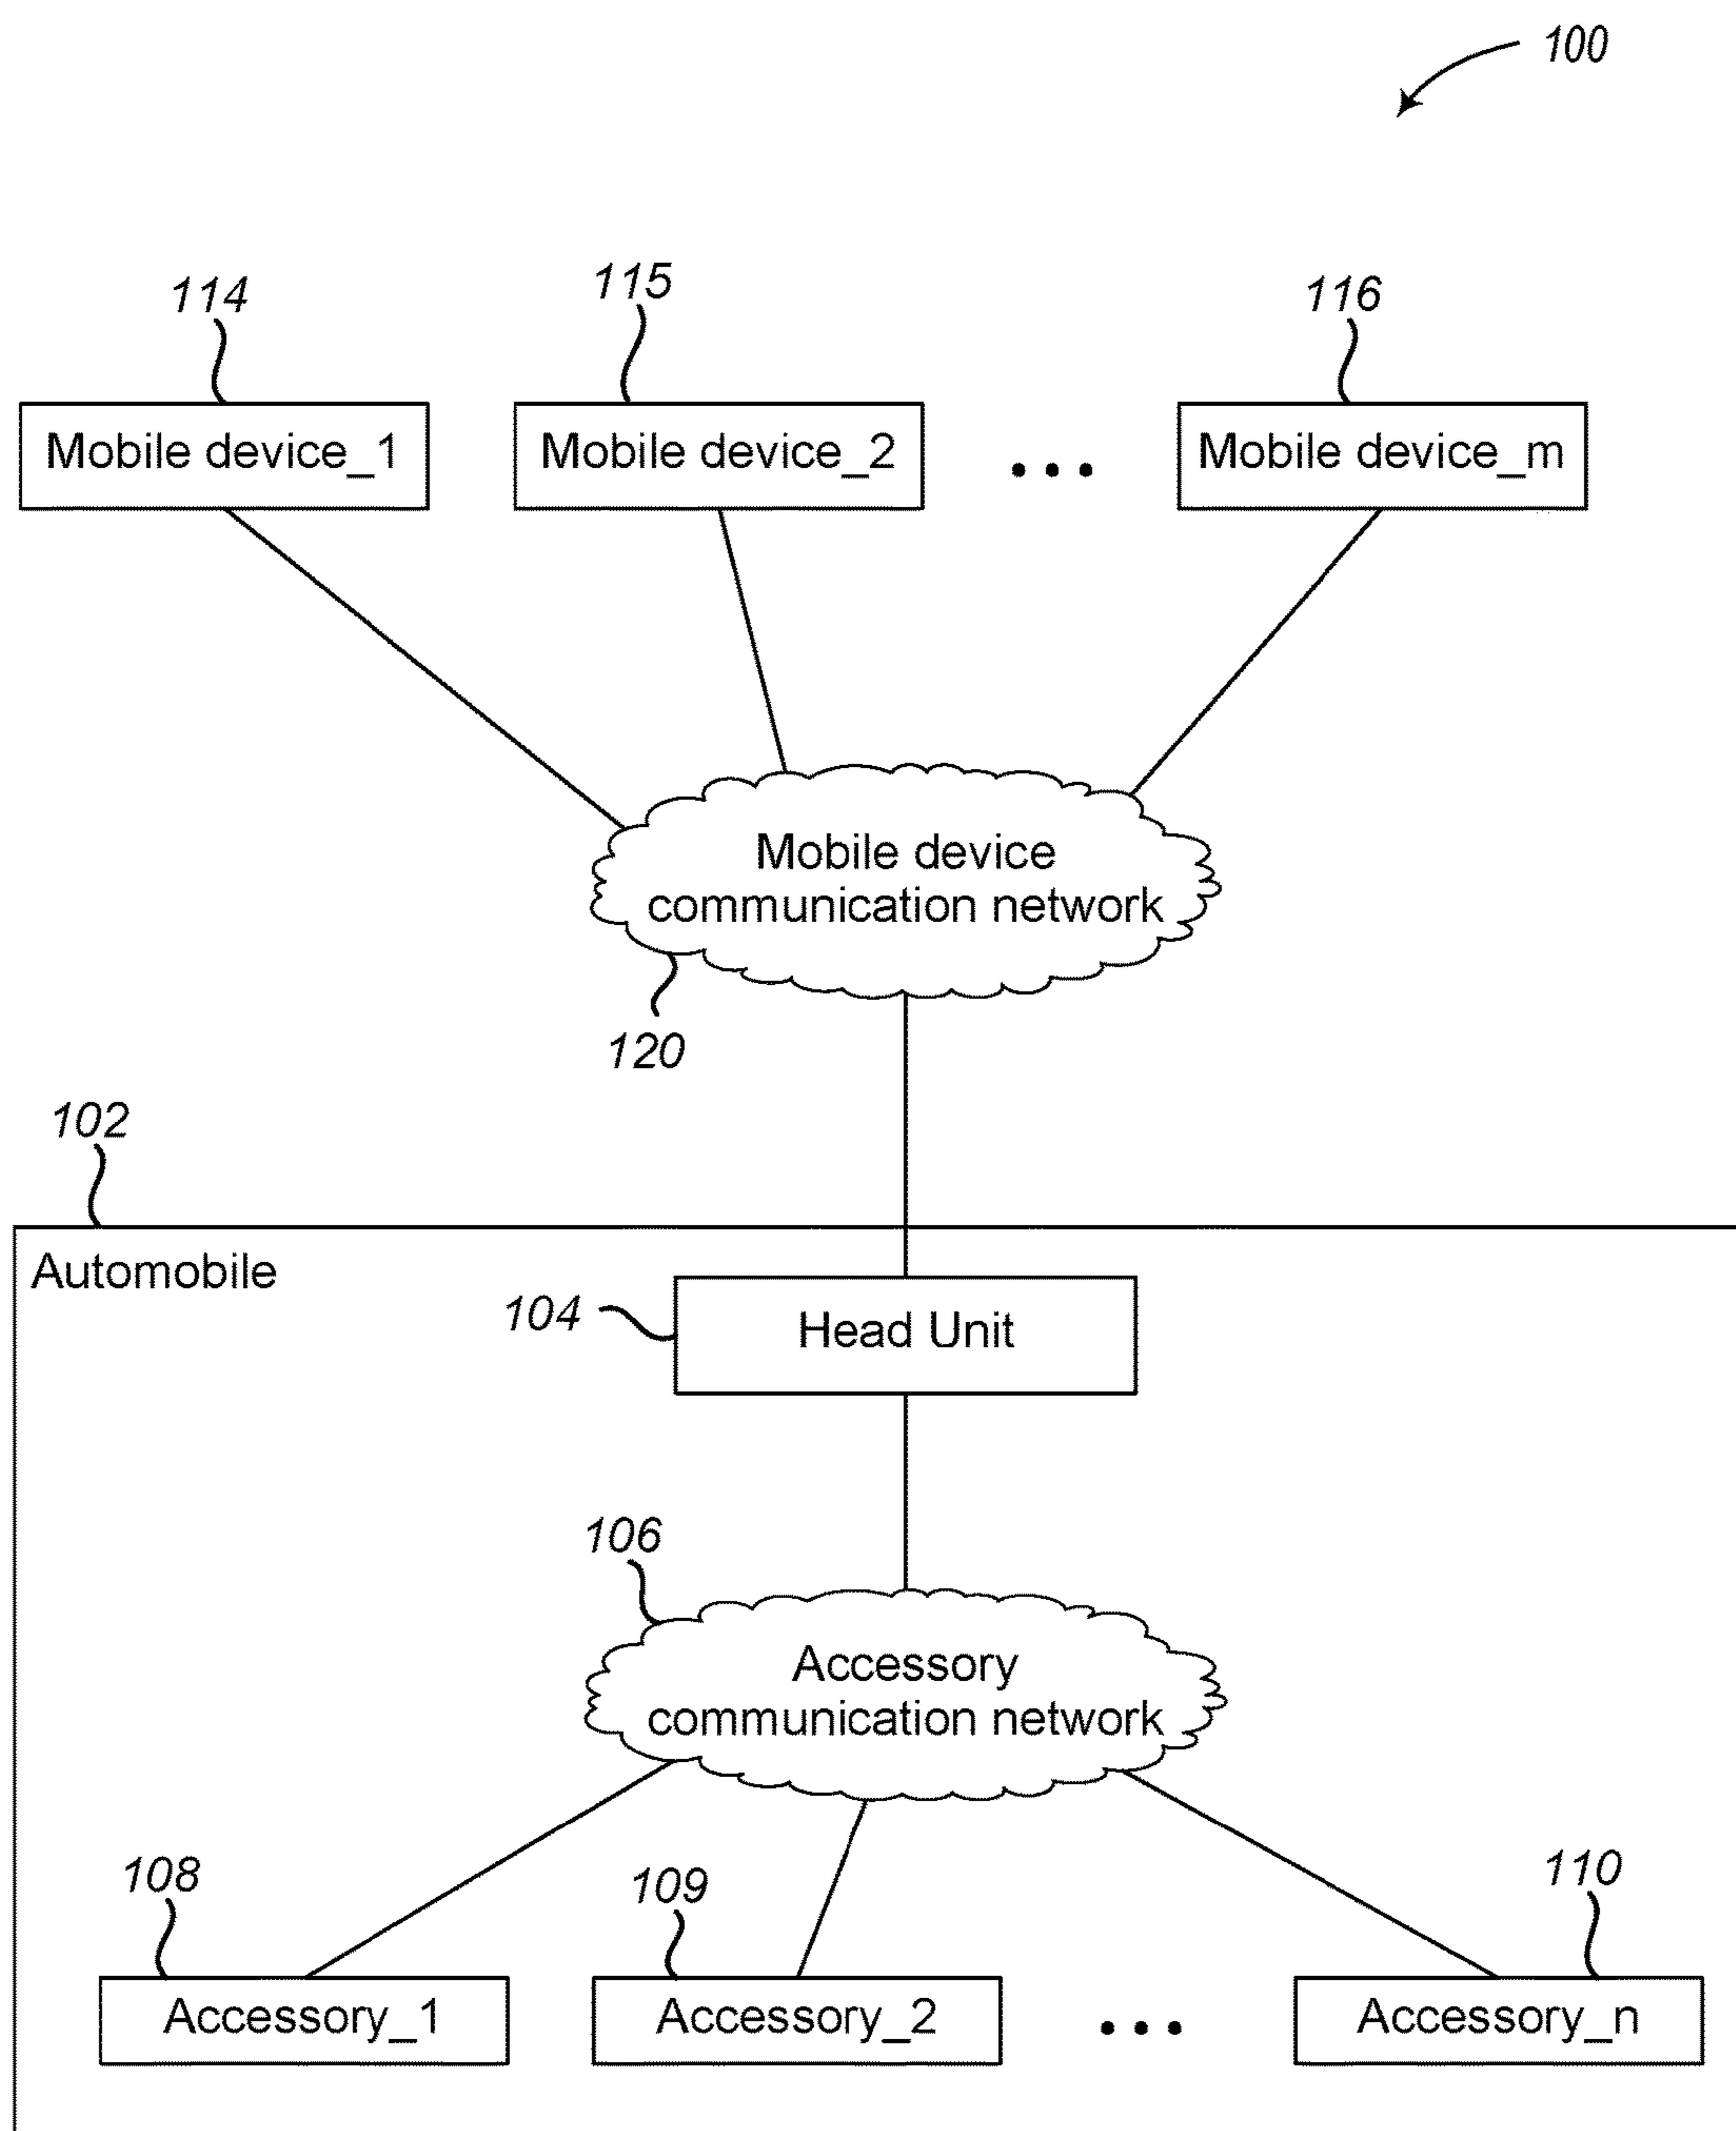 100
114
115
116
Mobile device_1
Mobile device_2
...
Mobile device_m
Mobile device
communication network
120
102
Automobile
104
Head Unit
106
Accessory
communication network
108
109
110
Accessory_1
Accessory_2
...
Accessory_n